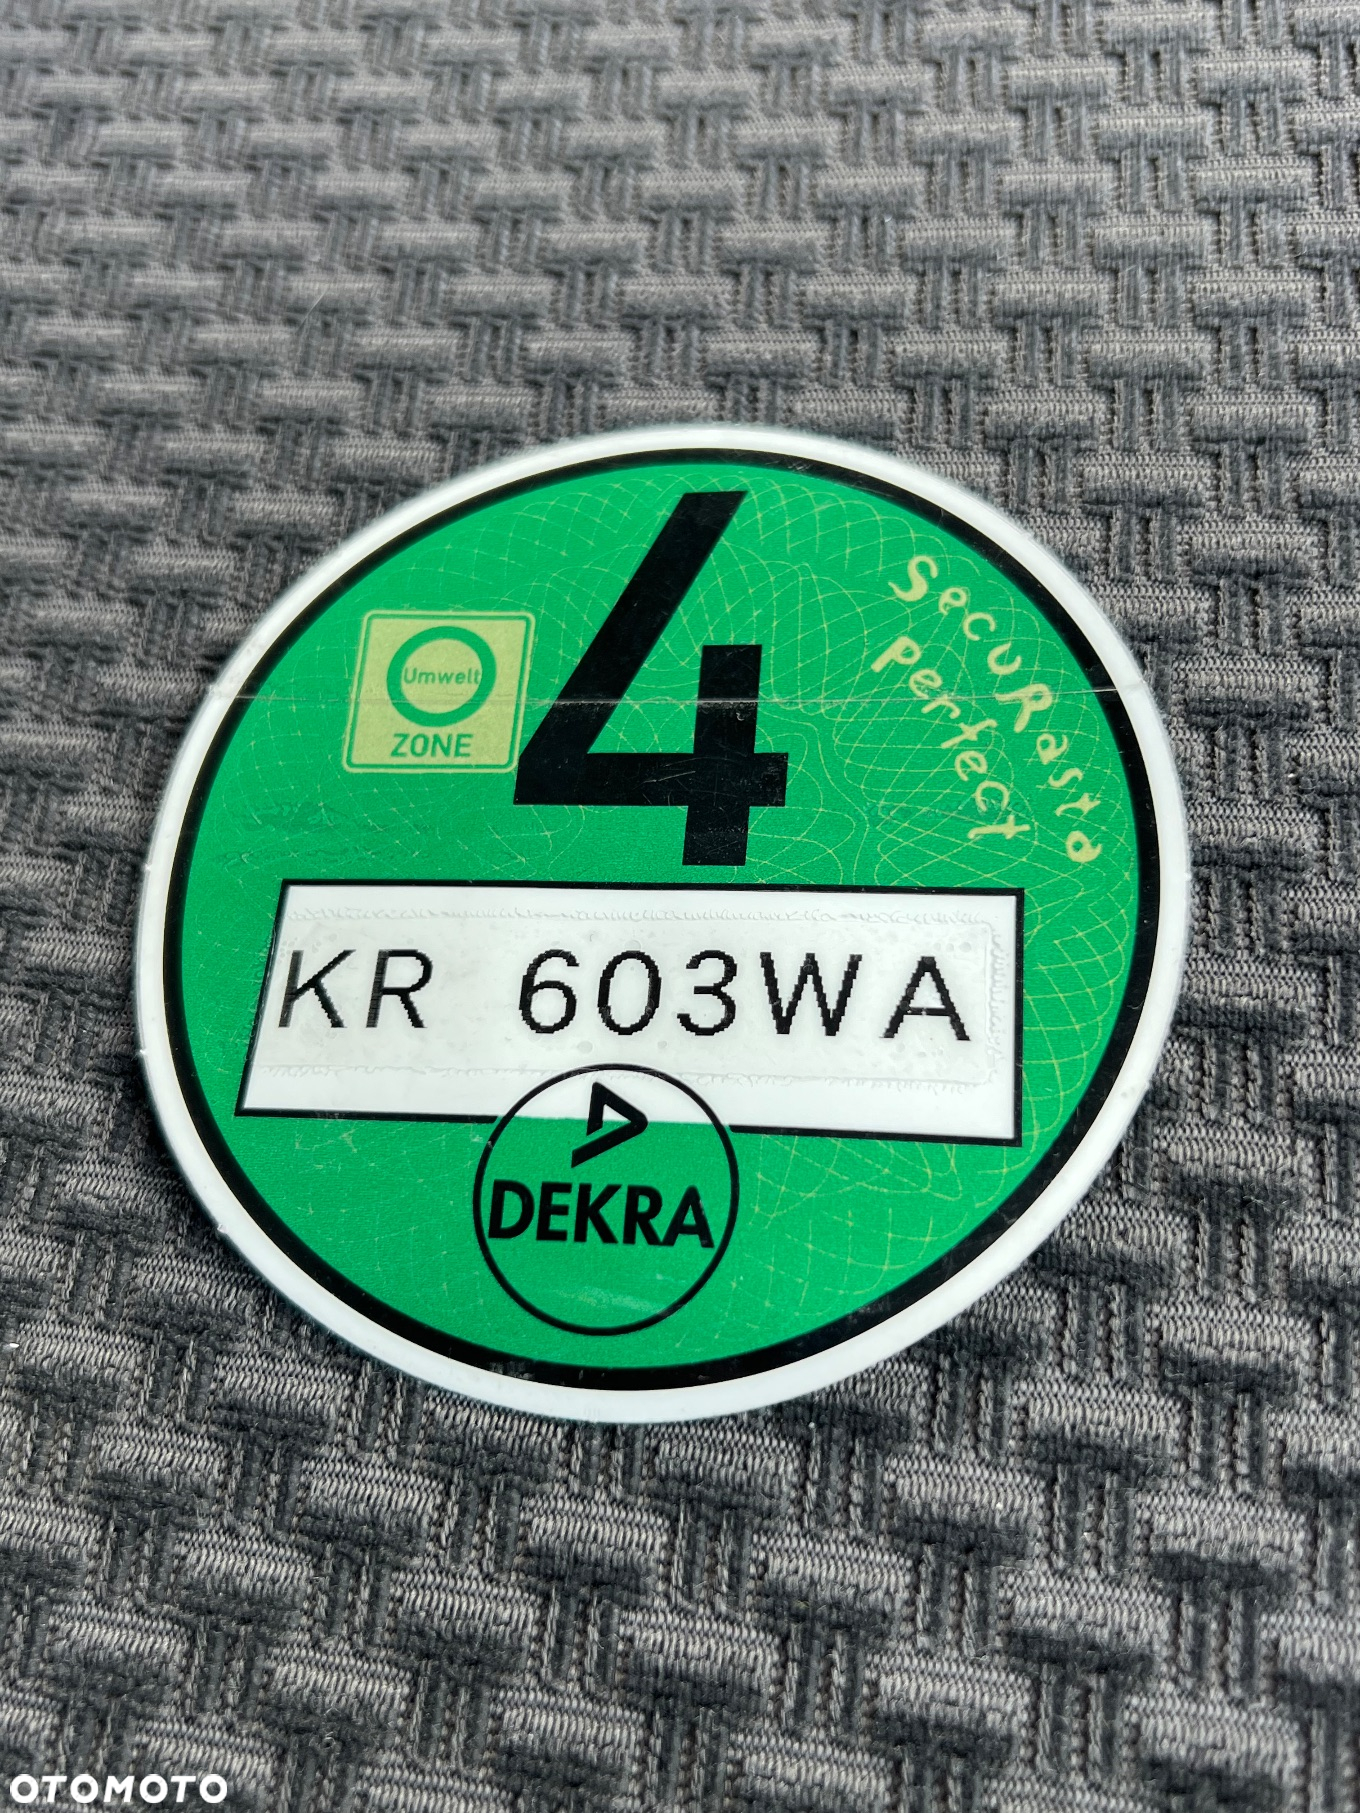 4
SecuRasta
Perfect
Umwelt
ZONE
KR 603WA
DEKRA
OTOMOTO